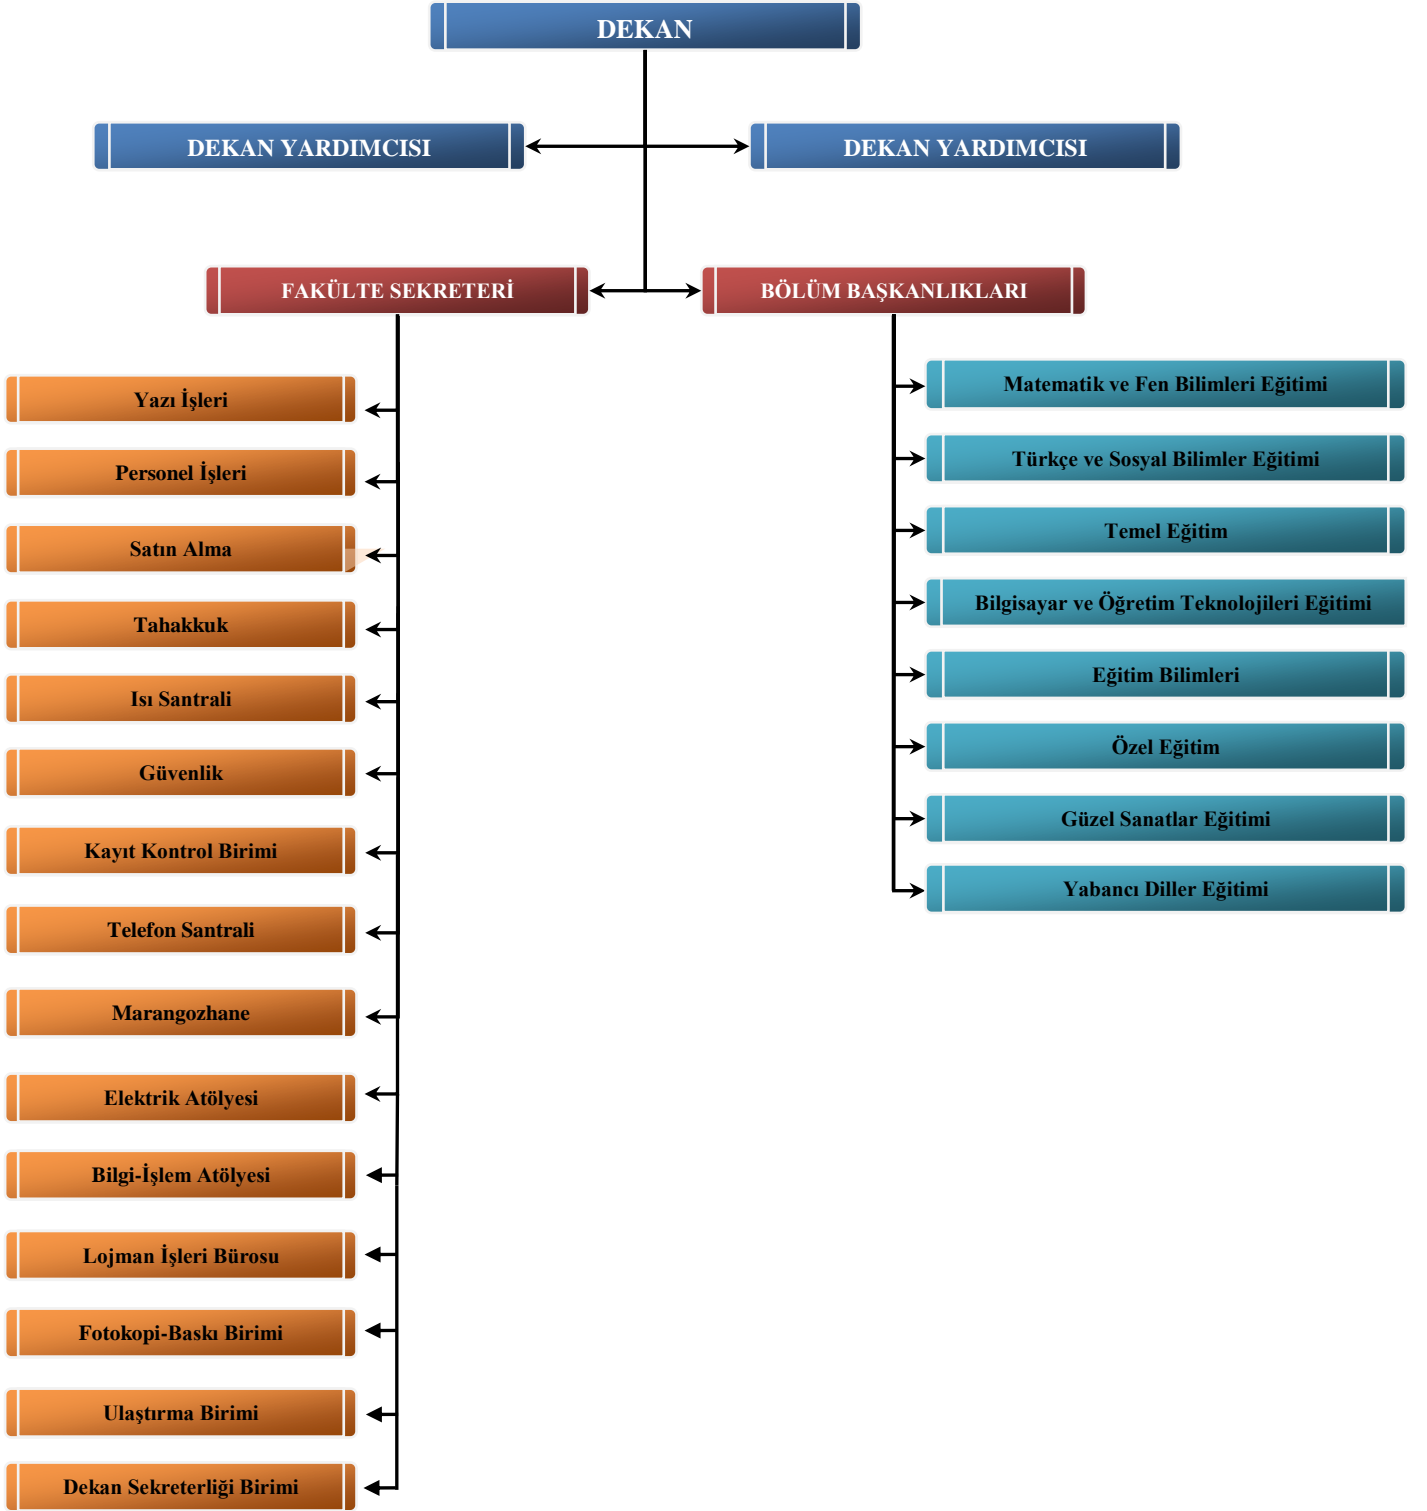 DEKAN
DEKAN YARDIMCISI
DEKAN YARDIMCISI
FAKÜLTE SEKRETERİ
BÖLÜM BAŞKANLIKLARI
Yazı İşleri
Personel İşleri
Satın Alma
Tahakkuk
Isı Santrali
Güvenlik
Kayıt Kontrol Birimi
Telefon Santrali
Marangozhane
Elektrik Atölyesi
Bilgi-İşlem Atölyesi
Lojman İşleri Bürosu
Fotokopi-Baskı Birimi
Ulaştırma Birimi
Dekan Sekreterliği Birimi
Matematik ve Fen Bilimleri Eğitimi
Türkçe ve Sosyal Bilimler Eğitimi
Temel Eğitim
Bilgisayar ve Öğretim Teknolojileri Eğitimi
Eğitim Bilimleri
Özel Eğitim
Güzel Sanatlar Eğitimi
Yabancı Diller Eğitimi